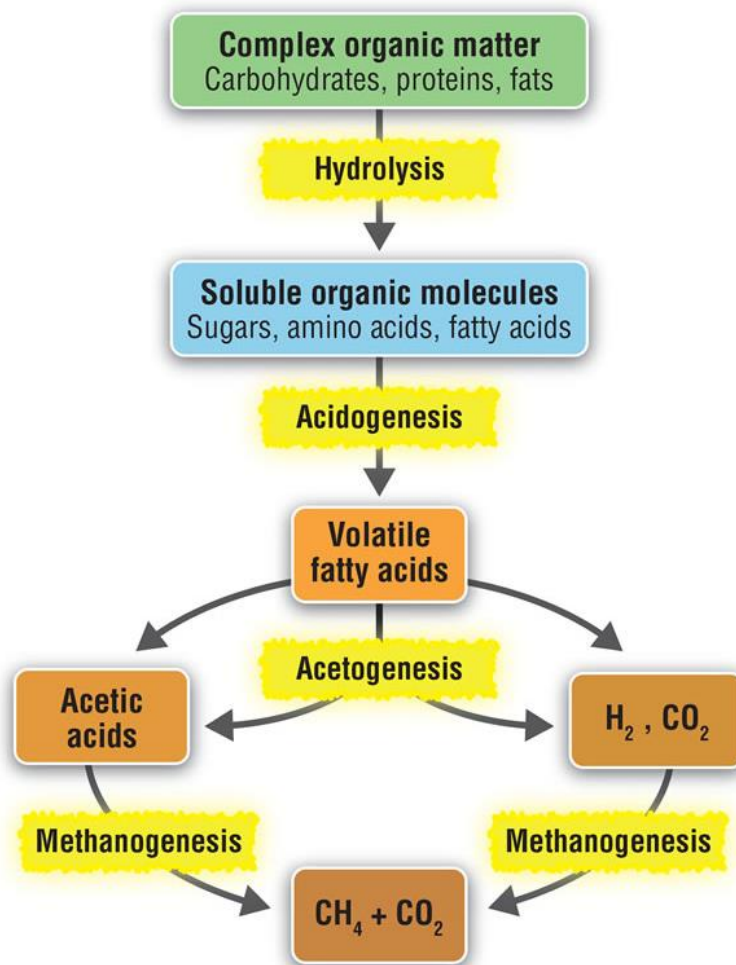 Complex organic matter
Carbohydrates, proteins, fats
Hydrolysis
Soluble organic molecules
Sugars, amino acids, fatty acids
Acidogenesis
Volatile
fatty acids
Acetogenesis
Acetic
acids
H₂ , CO₂
Methanogenesis
Methanogenesis
CH₄ + CO₂